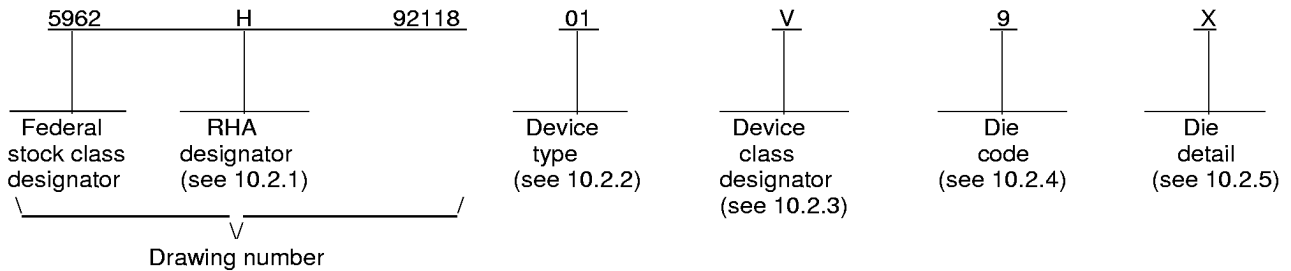 5962 H 92118 01 V 9 X
Federal RHA Device Device Die Die
stock class designator type class code detail
designator (see 10.2.1) (see 10.2.2) designator (see 10.2.4) (see 10.2.5)
(see 10.2.3)
Drawing number